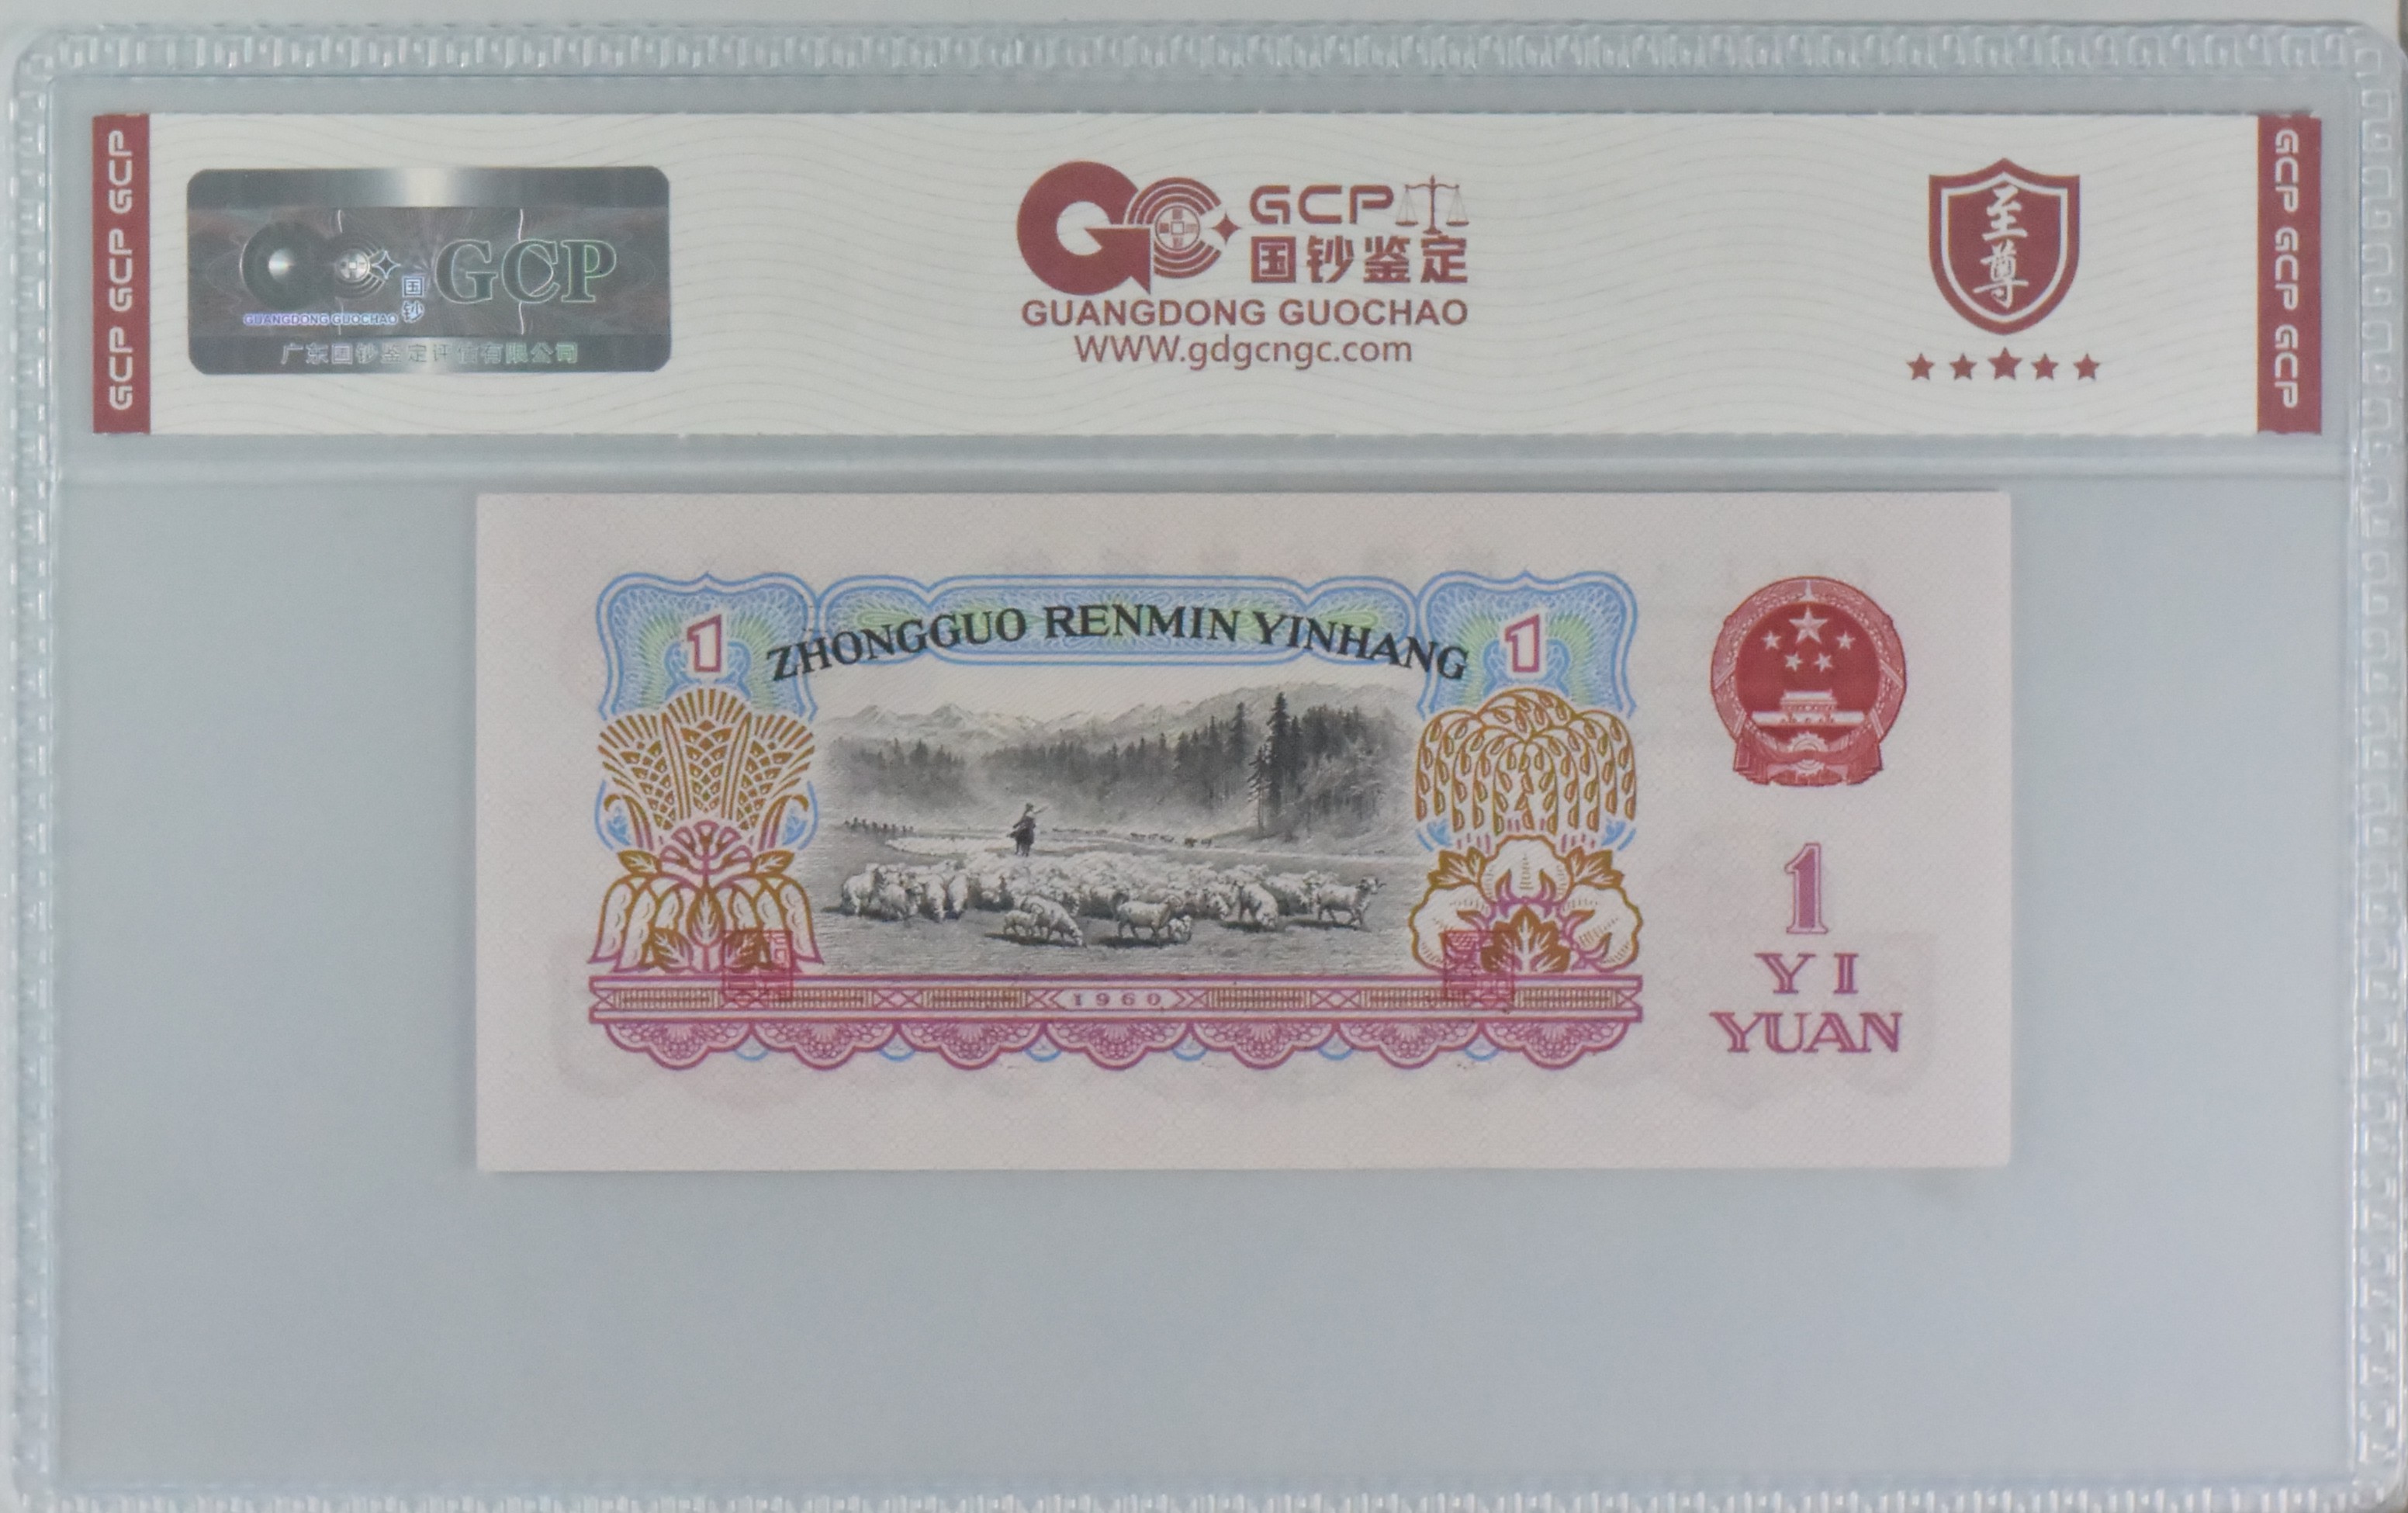 GCP GCP GCP
国钞
GCP
GUANGDONG GUOCHAO
广东国钞鉴定评估有限公司
GCP
国钞鉴定
GUANGDONG GUOCHAO
WWW.gdgcngc.com
至尊
GCP GCP GCP
1
ZHONGGUO RENMIN YINHANG
1
1960
1
YI
YUAN